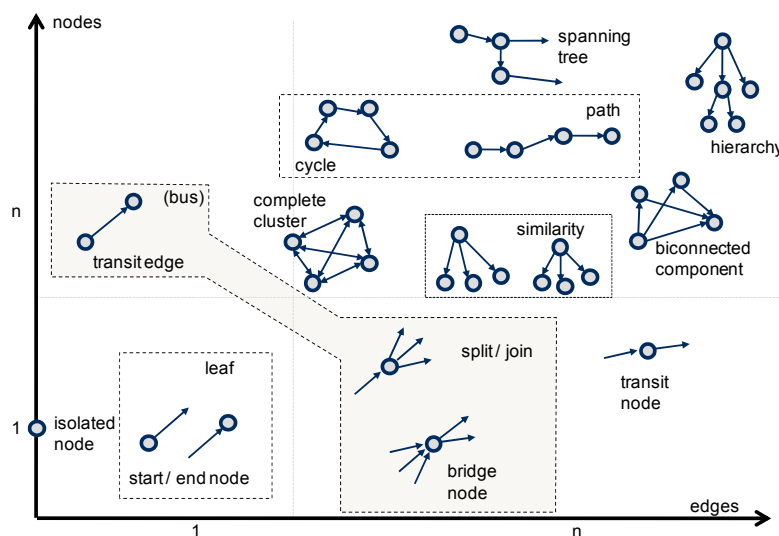 nodes
spanning
tree
path
hierarchy
cycle
n
(bus)
complete
cluster
similarity
transit edge
biconnected
component
split / join
leaf
transit
node
1
isolated
node
start / end node
bridge
node
edges
1
n